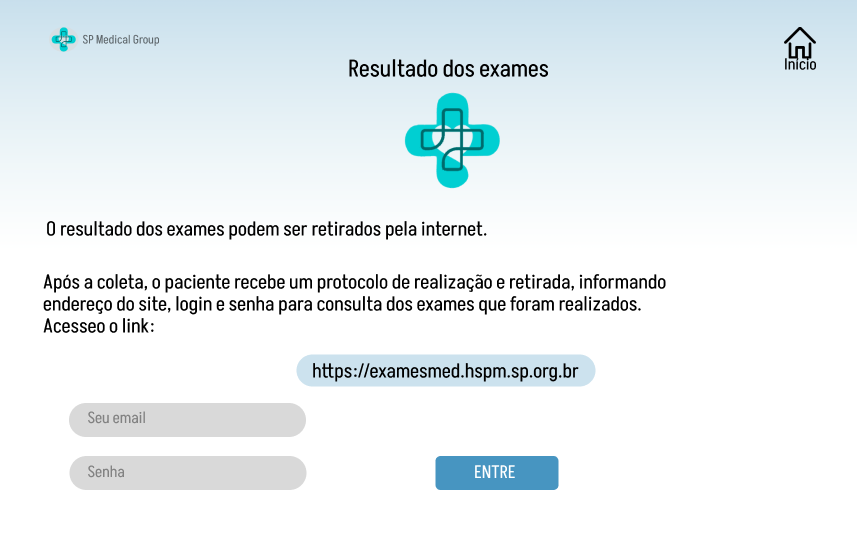 SP Medical Group
Início
Resultado dos exames
O resultado dos exames podem ser retirados pela internet.
Após a coleta, o paciente recebe um protocolo de realização e retirada, informando
endereço do site, login e senha para consulta dos exames que foram realizados.
Acesseo o link:
https://examesmed.hspm.sp.org.br
Seu email
Senha
ENTRE